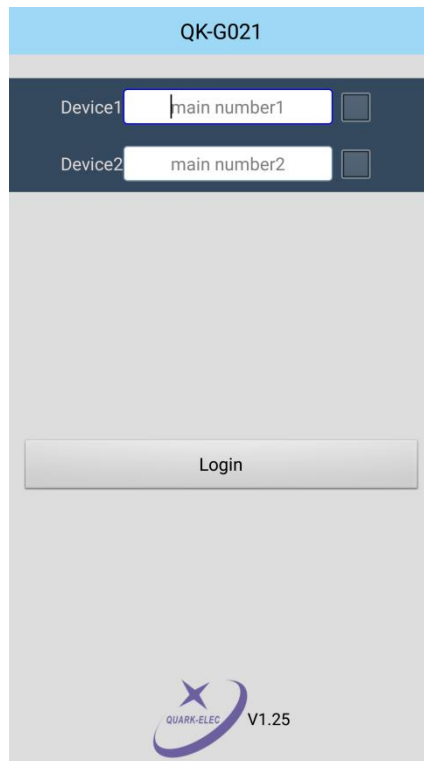 QK-G021
Device1 main number1
Device2 main number2
Login
QUARK-ELEC V1.25